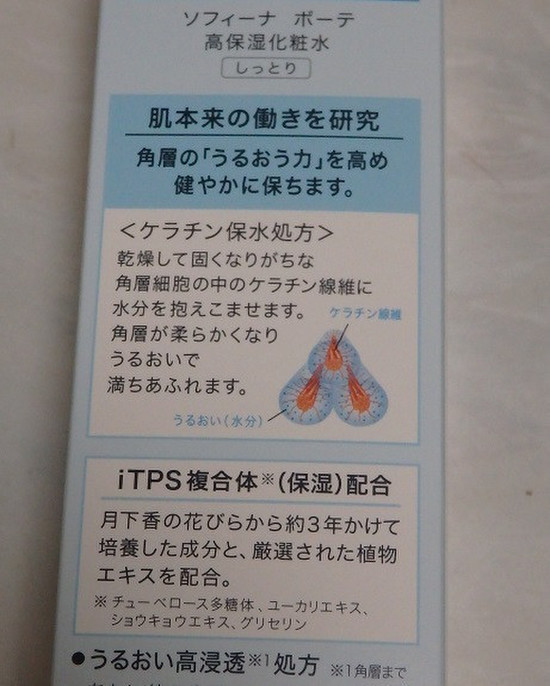 ソフィーナ ボーテ
高保湿化粧水
しっとり
肌本来の働きを研究
角層の「うるおう力」を高め
健やかに保ちます。
＜ケラチン保水処方＞
乾燥して固くなりがちな
角層細胞の中のケラチン線維に
水分を抱えこませます。
角層が柔らかくなり
うるおいで
満ちあふれます。
ケラチン線維
うるおい(水分)
iTPS複合体※(保湿)配合
月下香の花びらから約3年かけて
培養した成分と、厳選された植物
エキスを配合。
※ チューベロース多糖体、ユーカリエキス、
ショウキョウエキス、グリセリン
●うるおい高浸透※1処方 ※1角層まで